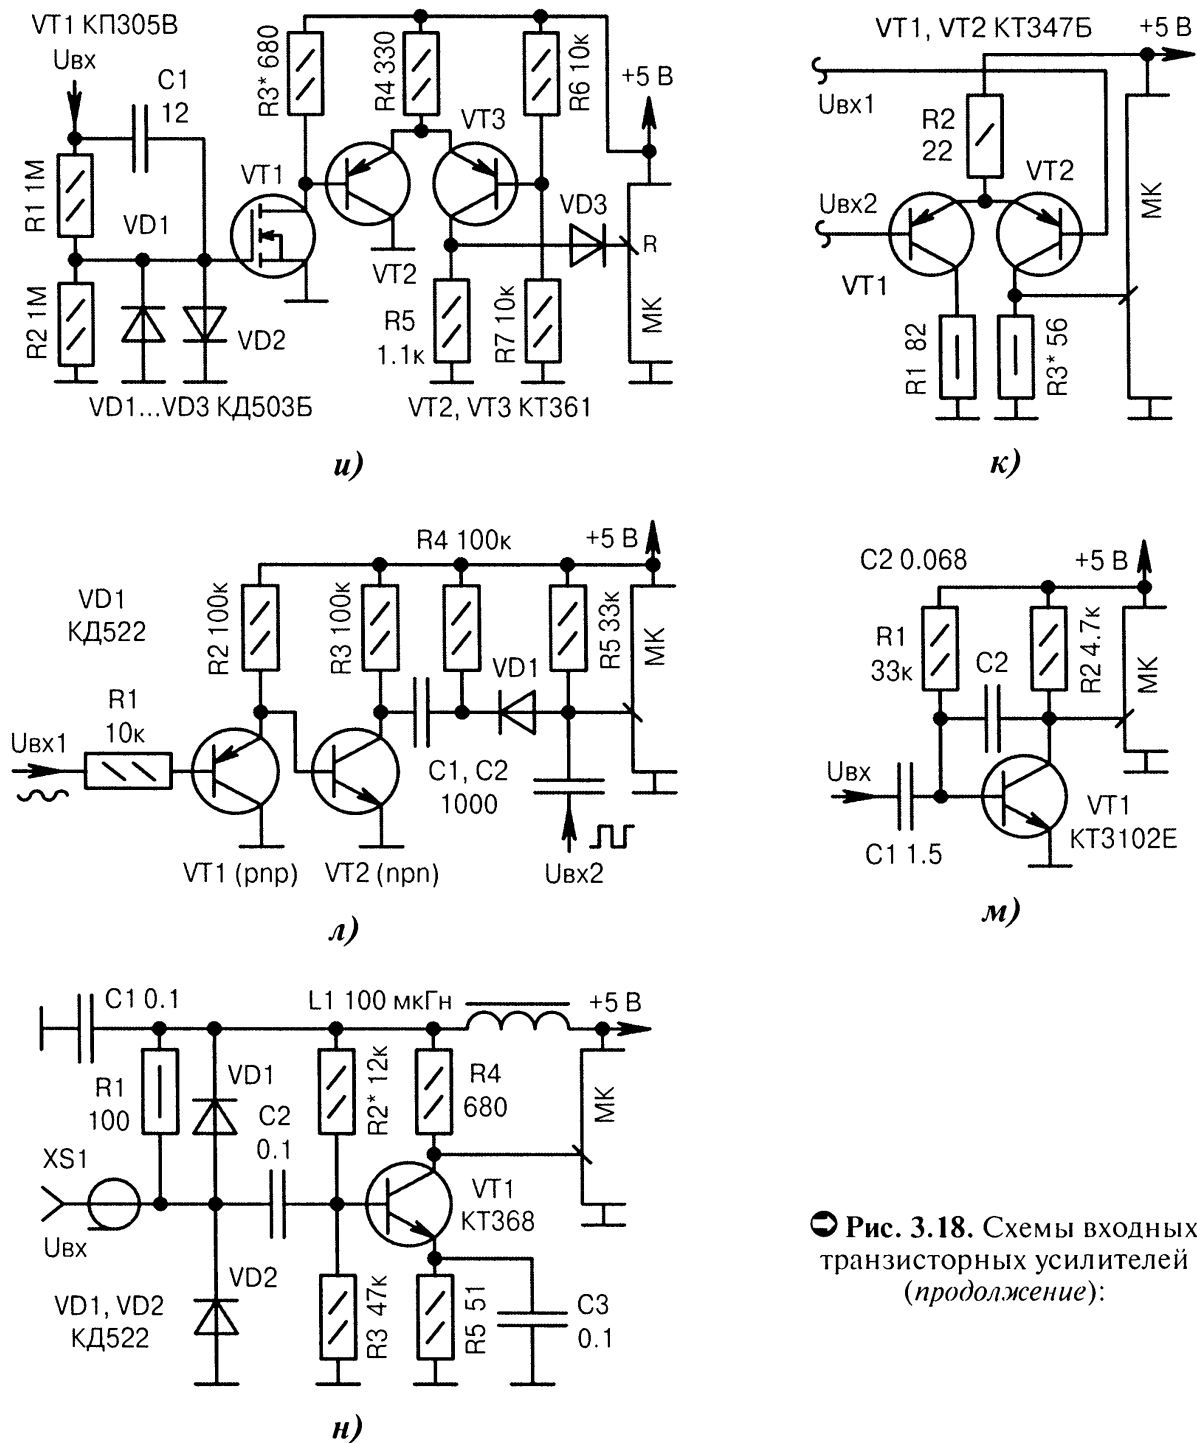 VT1 КП305В
Uвх
C1
12
R1 1М
R2 1М
VD1
VD2
VT1
R3* 680
R4 330
R6 10к
+5 В
VT3
VD3
VT2
R5
1.1к
R7 10к
R
МК
VD1...VD3 КД503Б
VT2, VT3 КТ361
и)
VT1, VT2 КТ347Б
+5 В
Uвх1
R2
22
VT2
Uвх2
VT1
R1 82
R3* 56
МК
к)
VD1
КД522
R4 100к
+5 В
R2 100к
R3 100к
R5 33к
VD1
МК
R1
10к
Uвх1
C1, C2
1000
VT1 (pnp)
VT2 (npn)
Uвх2
л)
C2 0.068
+5 В
R1
33к
C2
R2 4.7к
МК
Uвх
C1 1.5
VT1
КТ3102Е
м)
C1 0.1
L1 100 мкГн
+5 В
R1
100
VD1
C2
0.1
R2* 12к
R4
680
МК
XS1
Uвх
VT1
КТ368
VD2
VD1, VD2
КД522
R3 47к
R5 51
C3
0.1
н)
➲ Рис. 3.18. Схемы входных
транзисторных усилителей
(продолжение):